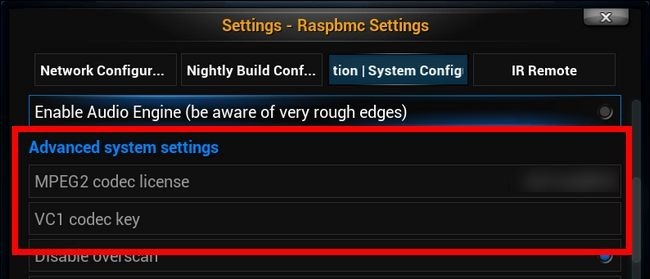 Settings - Raspbmc Settings
Network Configur...
Nightly Build Conf...
tion | System Config
IR Remote
Enable Audio Engine (be aware of very rough edges)
Advanced system settings
MPEG2 codec license
VC1 codec key
Disable overscan